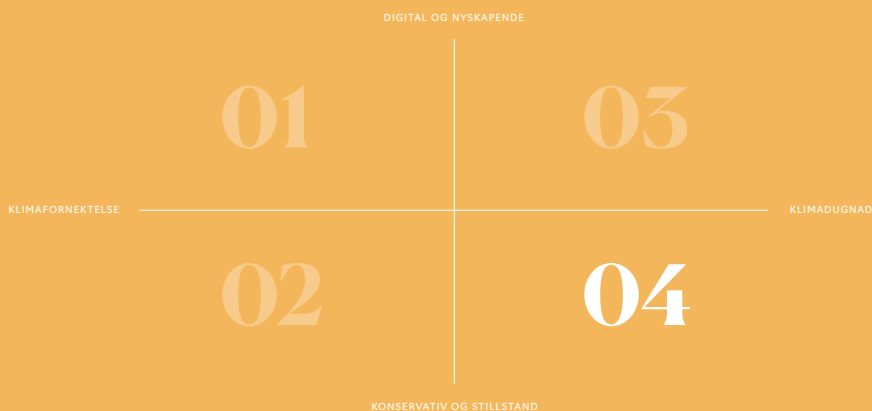 DIGITAL OG NYSKAPENDE
01
03
KLIMAFORNEKTELSE
KLIMADUGNAD
02
04
KONSERVATIV OG STILLSTAND